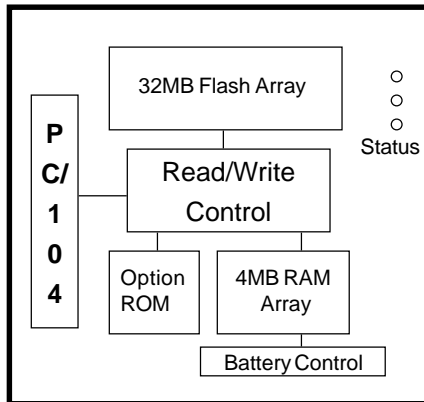 32MB Flash Array
Status
P
C/
1
0
4
Read/Write
Control
Option
ROM
4MB RAM
Array
Battery Control